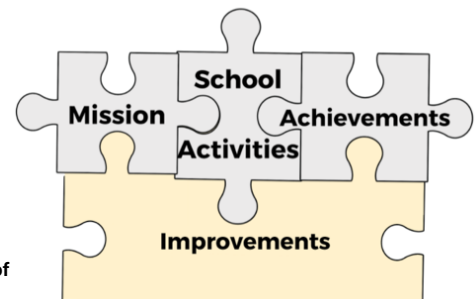 School
Mission
Achievements
Activities
Improvements
of